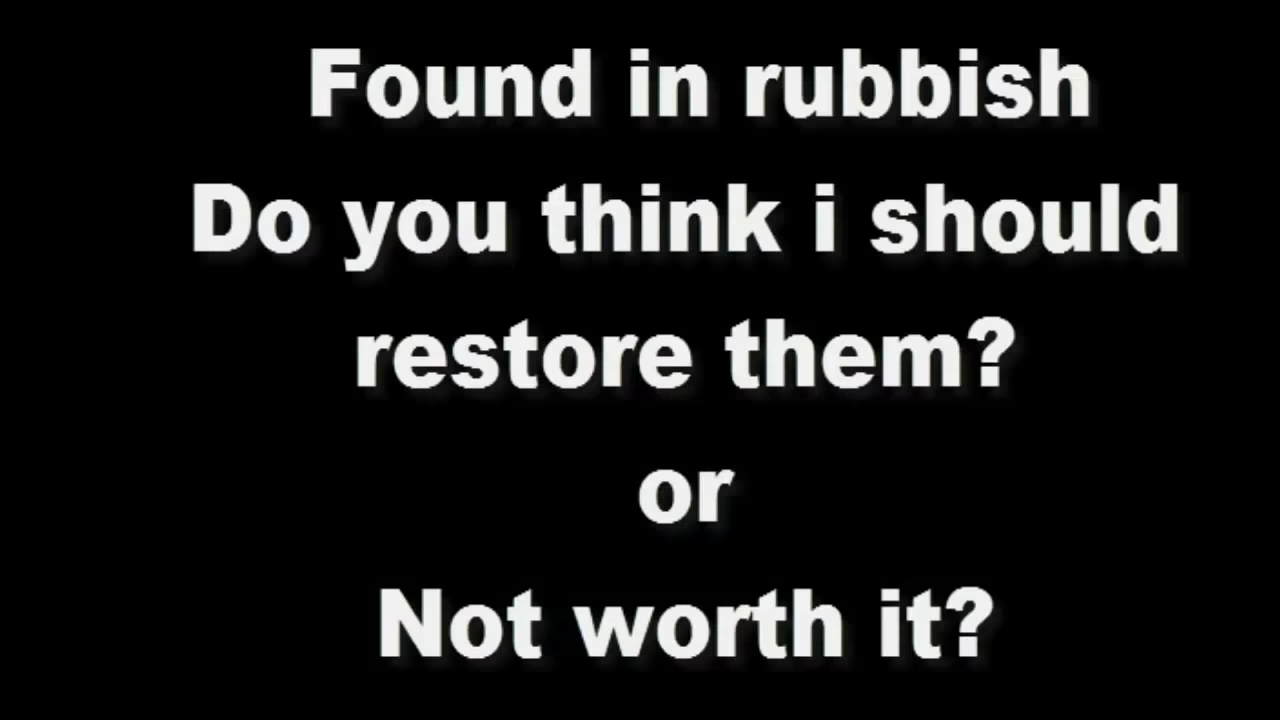 Found in rubbish
Do you think i should
restore them?
or
Not worth it?